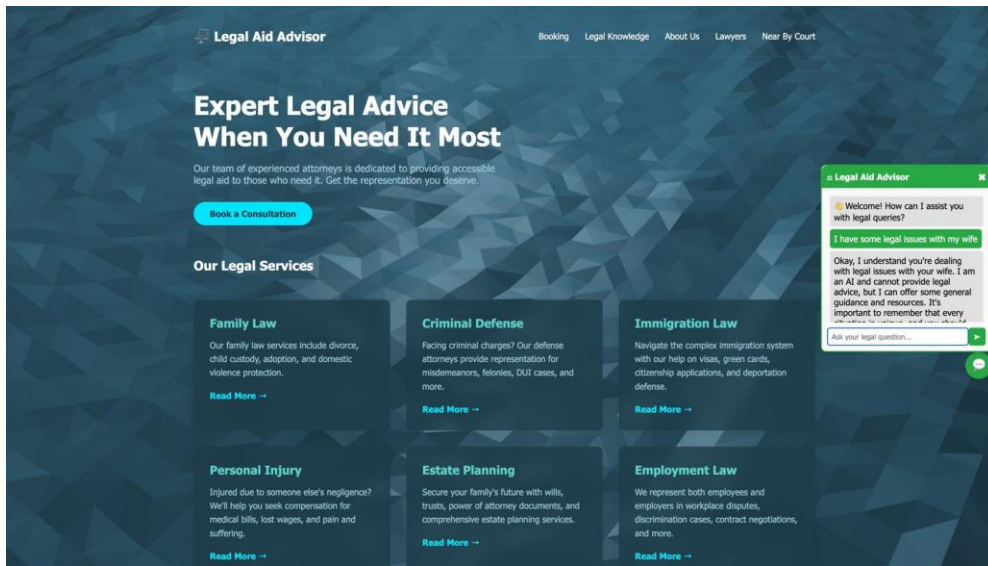 Legal Aid Advisor
Booking Legal Knowledge About Us Lawyers Near By Court
Expert Legal Advice
When You Need It Most
Our team of experienced attorneys is dedicated to providing accessible
legal aid to those who need it. Get the representation you deserve.
Book a Consultation
Our Legal Services
Family Law
Our family law services include divorce,
child custody, adoption, and domestic
violence protection.
Read More →
Criminal Defense
Facing criminal charges? Our defense
attorneys provide representation for
misdemeanors, felonies, DUI cases, and
more.
Read More →
Immigration Law
Navigate the complex immigration system
with our help on visas, green cards,
citizenship applications, and deportation
defense.
Read More →
Personal Injury
Injured due to someone else's negligence?
We'll help you seek compensation for
medical bills, lost wages, and pain and
suffering.
Read More →
Estate Planning
Secure your family's future with wills,
trusts, power of attorney documents, and
comprehensive estate planning services.
Read More →
Employment Law
We represent both employees and
employers in workplace disputes,
discrimination cases, contract negotiations,
and more.
Read More →
Legal Aid Advisor
Welcome! How can I assist you
with legal queries?
I have some legal issues with my wife
Okay, I understand you're dealing
with legal issues with your wife. I am
an AI and cannot provide legal
advice, but I can offer some general
guidance and resources. It's
important to remember that every
Ask your legal question...